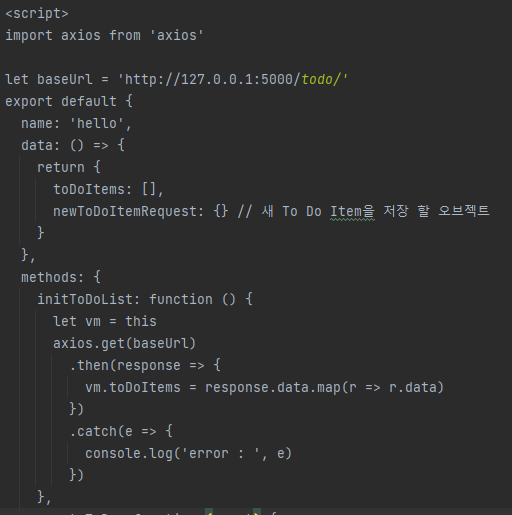 <script>
import axios from 'axios'
let baseUrl = 'http://127.0.0.1:5000/todo/'
export default {
name: 'hello',
data: () => {
return {
toDoItems: [],
newToDoItemRequest: {} // 새 To Do Item을 저장 할 오브젝트
}
},
methods: {
initToDoList: function () {
let vm = this
axios.get(baseUrl)
.then(response => {
vm.toDoItems = response.data.map(r => r.data)
})
.catch(e => {
console.log('error : ', e)
})
},